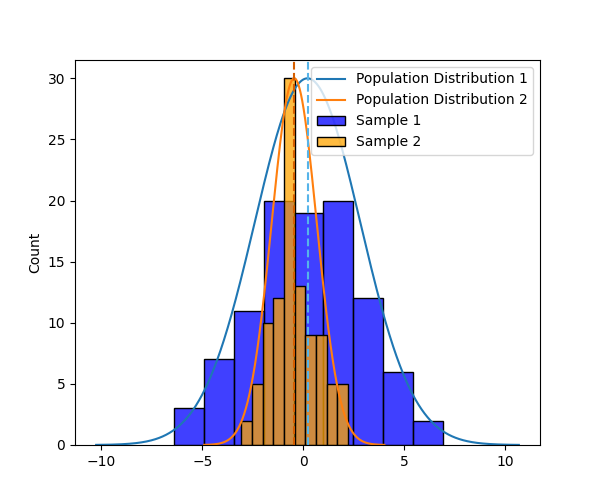 Population Distribution 1
Population Distribution 2
Sample 1
Sample 2
Count
30
25
20
15
10
5
0
−10
−5
0
5
10